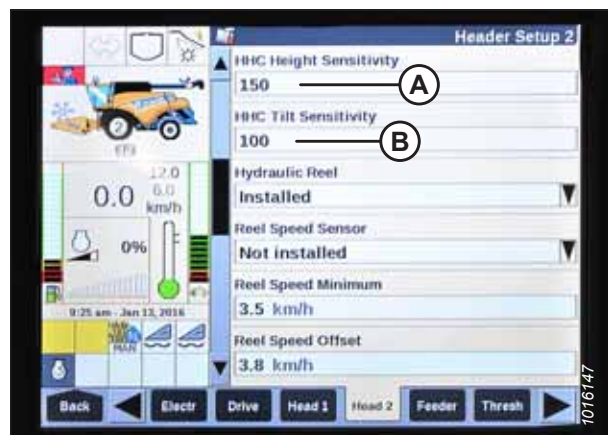 Header Setup 2
HHC Height Sensitivity
150
A
HHC Tilt Sensitivity
100
B
Hydraulic Reel
Installed
Reel Speed Sensor
Not installed
Reel Speed Minimum
3.5 km/h
Reel Speed Offset
3.8 km/h
2
0.0
12.0
6.0
km/h
0%
9:25 am - Jan 13, 2016
MAN
Back
Electr
Drive
Head 1
Head 2
Feeder
Thresh
1016147